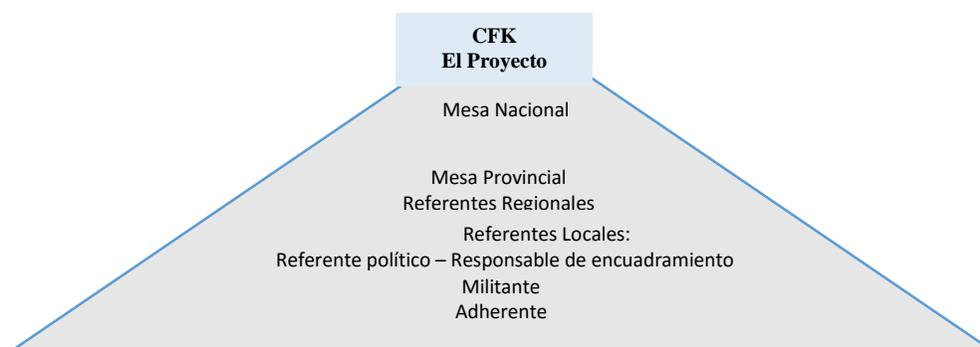 CFK
El Proyecto
Mesa Nacional
Mesa Provincial
Referentes Regionales
Referentes Locales:
Referente político – Responsable de encuadramiento
Militante
Adherente